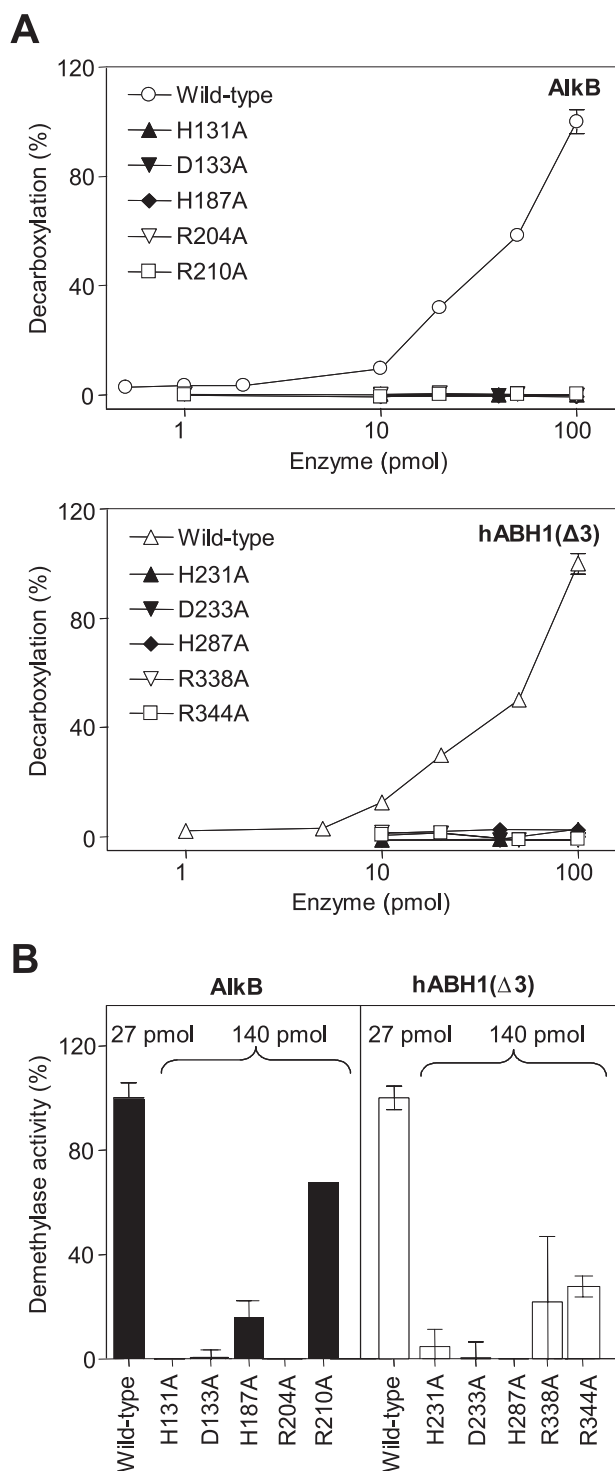 A
120
80
40
0
Decarboxylation (%)
AlkB
Wild-type
H131A
D133A
H187A
R204A
R210A
1 10 100
Enzyme (pmol)
120
80
40
0
Decarboxylation (%)
hABH1(Δ3)
Wild-type
H231A
D233A
H287A
R338A
R344A
1 10 100
Enzyme (pmol)
B
AlkB hABH1(Δ3)
27 pmol 140 pmol 27 pmol 140 pmol
120
80
40
0
Demethylase activity (%)
Wild-type
H131A
D133A
H187A
R204A
R210A
Wild-type
H231A
D233A
H287A
R338A
R344A